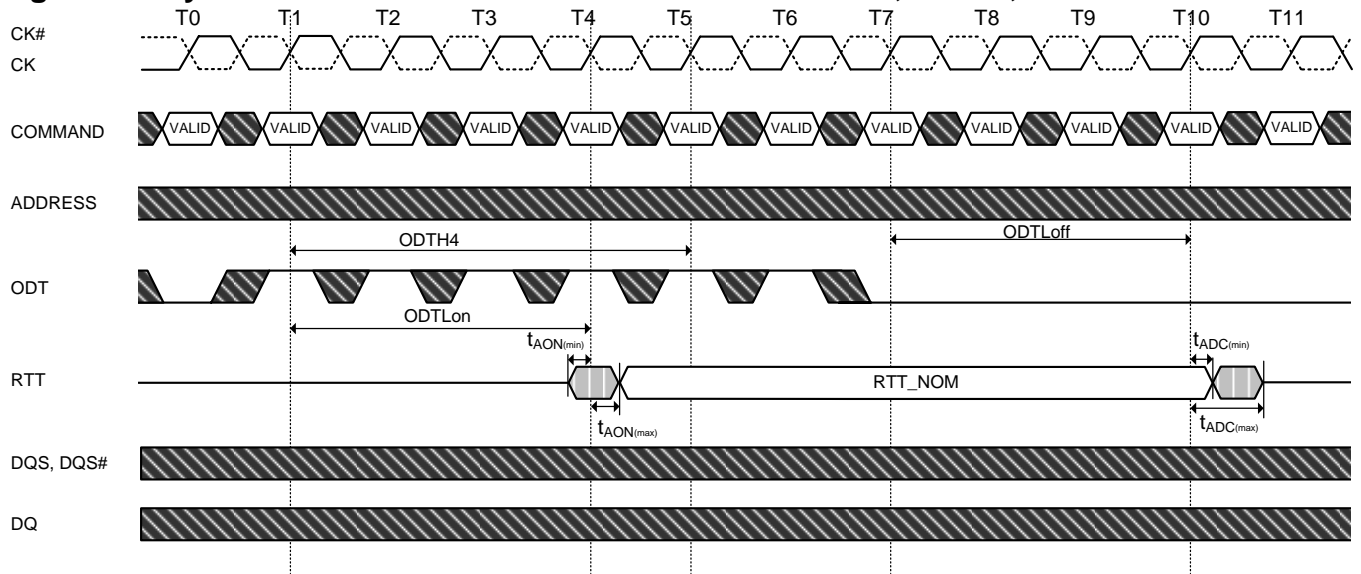 T0 T1 T2 T3 T4 T5 T6 T7 T8 T9 T10 T11
CK#
CK
COMMAND VALID VALID VALID VALID VALID VALID VALID VALID VALID VALID VALID VALID
ADDRESS
ODTH4 ODTLoff
ODT
ODTLon
tAON(min) tADC(min)
RTT RTT_NOM
tAON(max) tADC(max)
DQS, DQS#
DQ